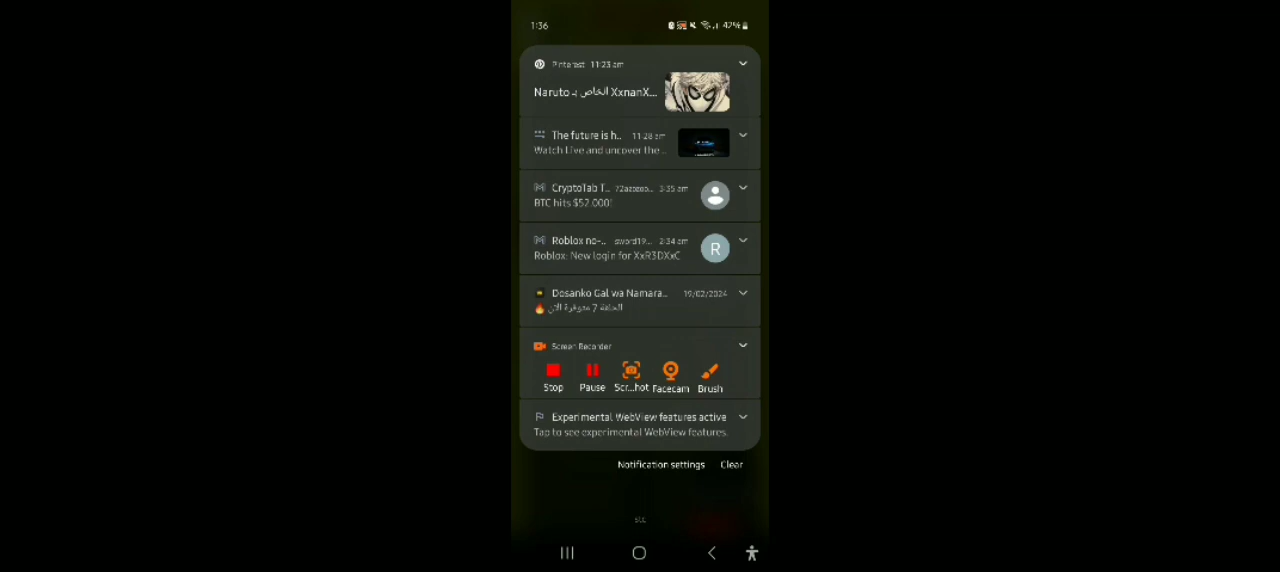 1:36 42%
Pinterest 11:23 am
Naruto الخاص بـ XxnanX...
The future is h.. 11:28 am
Watch Live and uncover the...
CryptoTab T.. 3:35 am
BTC hits $52,000!
Roblox no-.. sword19... 2:34 am
R
Roblox: New login for XxR3DXxC
Dosanko Gal wa Namara.. 19/02/2024
الحلقة 7 متوفرة الآن 🔥
Screen Recorder
Stop Pause Scr...hot Facecam Brush
Experimental WebView features active
Tap to see experimental WebView features.
Notification settings Clear
stc